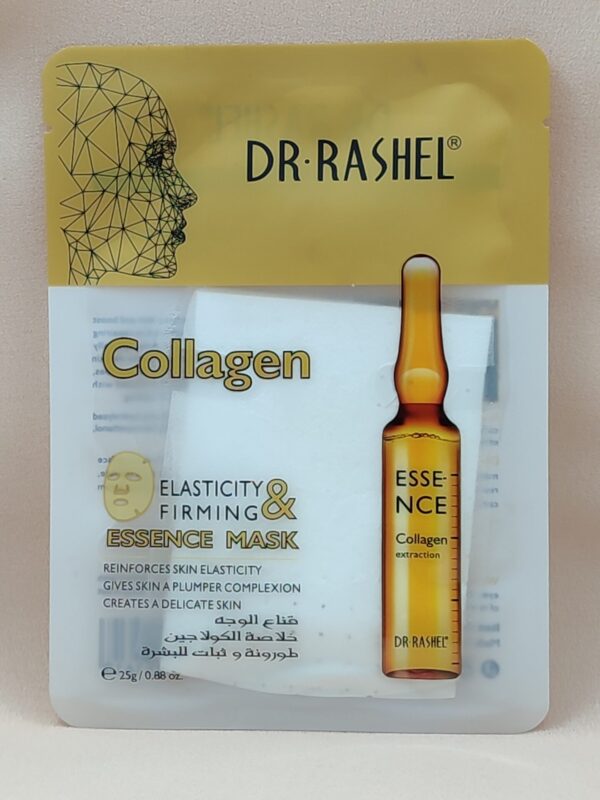 DR·RASHEL®
Collagen
ELASTICITY &
FIRMING
ESSENCE MASK
REINFORCES SKIN ELASTICITY
GIVES SKIN A PLUMPER COMPLEXION
CREATES A DELICATE SKIN
قناع الوجه
خلاصة الكولاجين
طورونة و ثبات للبشرة
℮ 25g / 0.88 oz.
ESSE-
NCE
Collagen
extraction
DR·RASHEL®